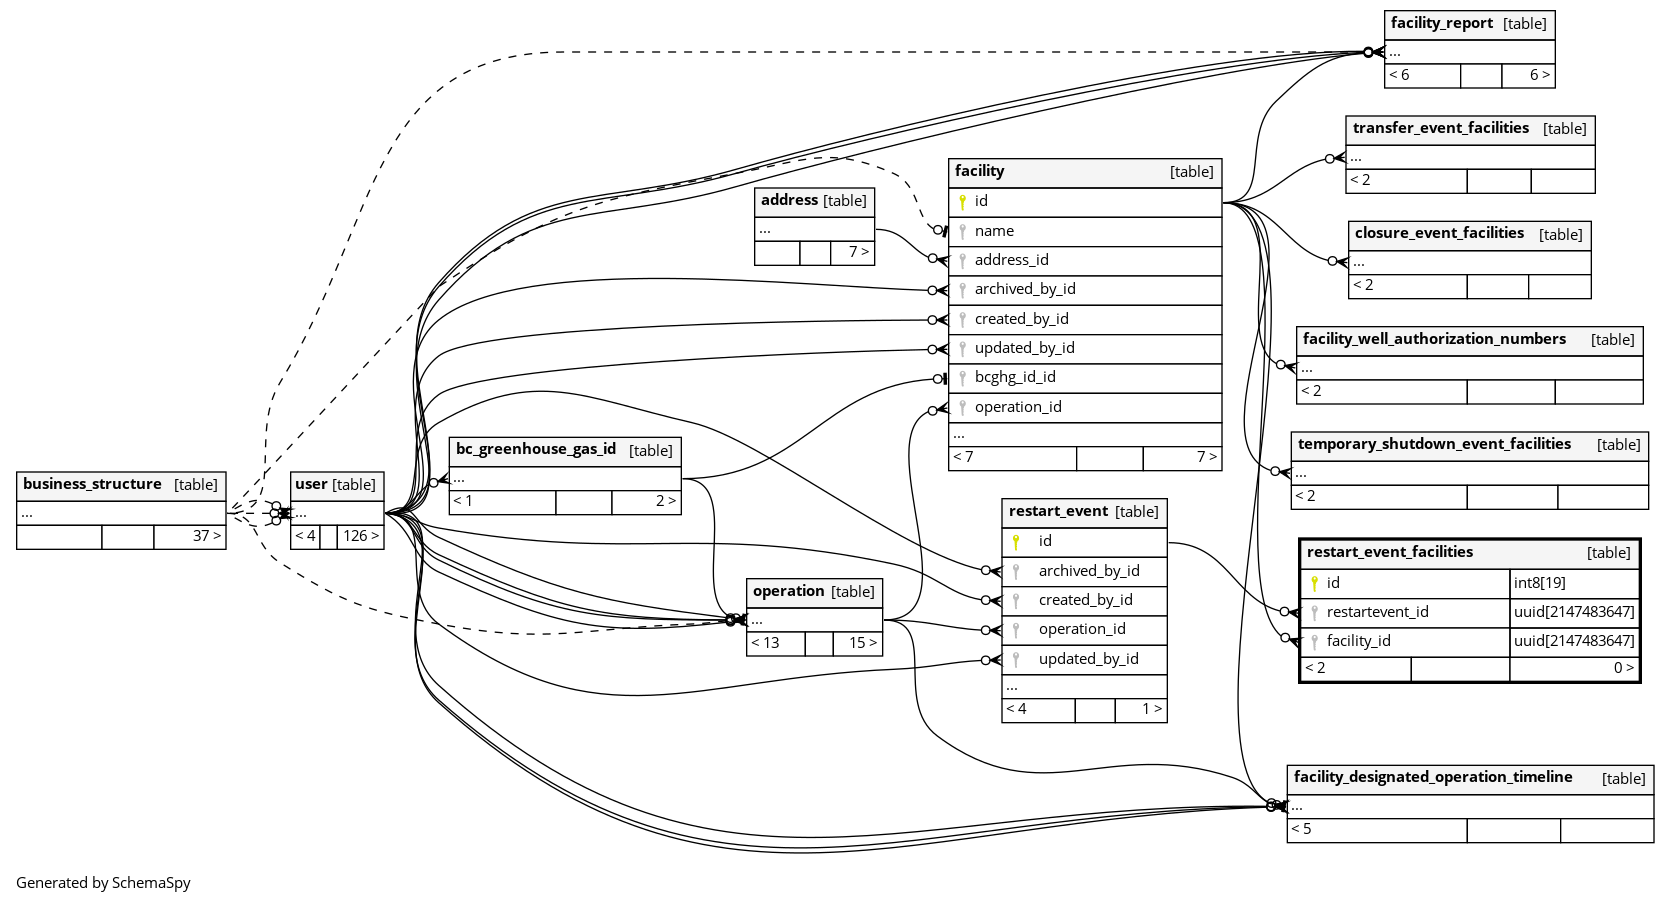 facility_report [table]
...
< 6 6 >
transfer_event_facilities [table]
...
< 2
facility [table]
id
name
address_id
archived_by_id
created_by_id
updated_by_id
bcghg_id_id
operation_id
...
< 7 7 >
address [table]
...
7 >
closure_event_facilities [table]
...
< 2
facility_well_authorization_numbers [table]
...
< 2
temporary_shutdown_event_facilities [table]
...
< 2
bc_greenhouse_gas_id [table]
...
< 1 2 >
business_structure [table]
...
37 >
user [table]
...
< 4 126 >
restart_event [table]
id
archived_by_id
created_by_id
operation_id
updated_by_id
...
< 4 1 >
restart_event_facilities [table]
id int8[19]
restartevent_id uuid[2147483647]
facility_id uuid[2147483647]
< 2 0 >
operation [table]
...
< 13 15 >
facility_designated_operation_timeline [table]
...
< 5
Generated by SchemaSpy